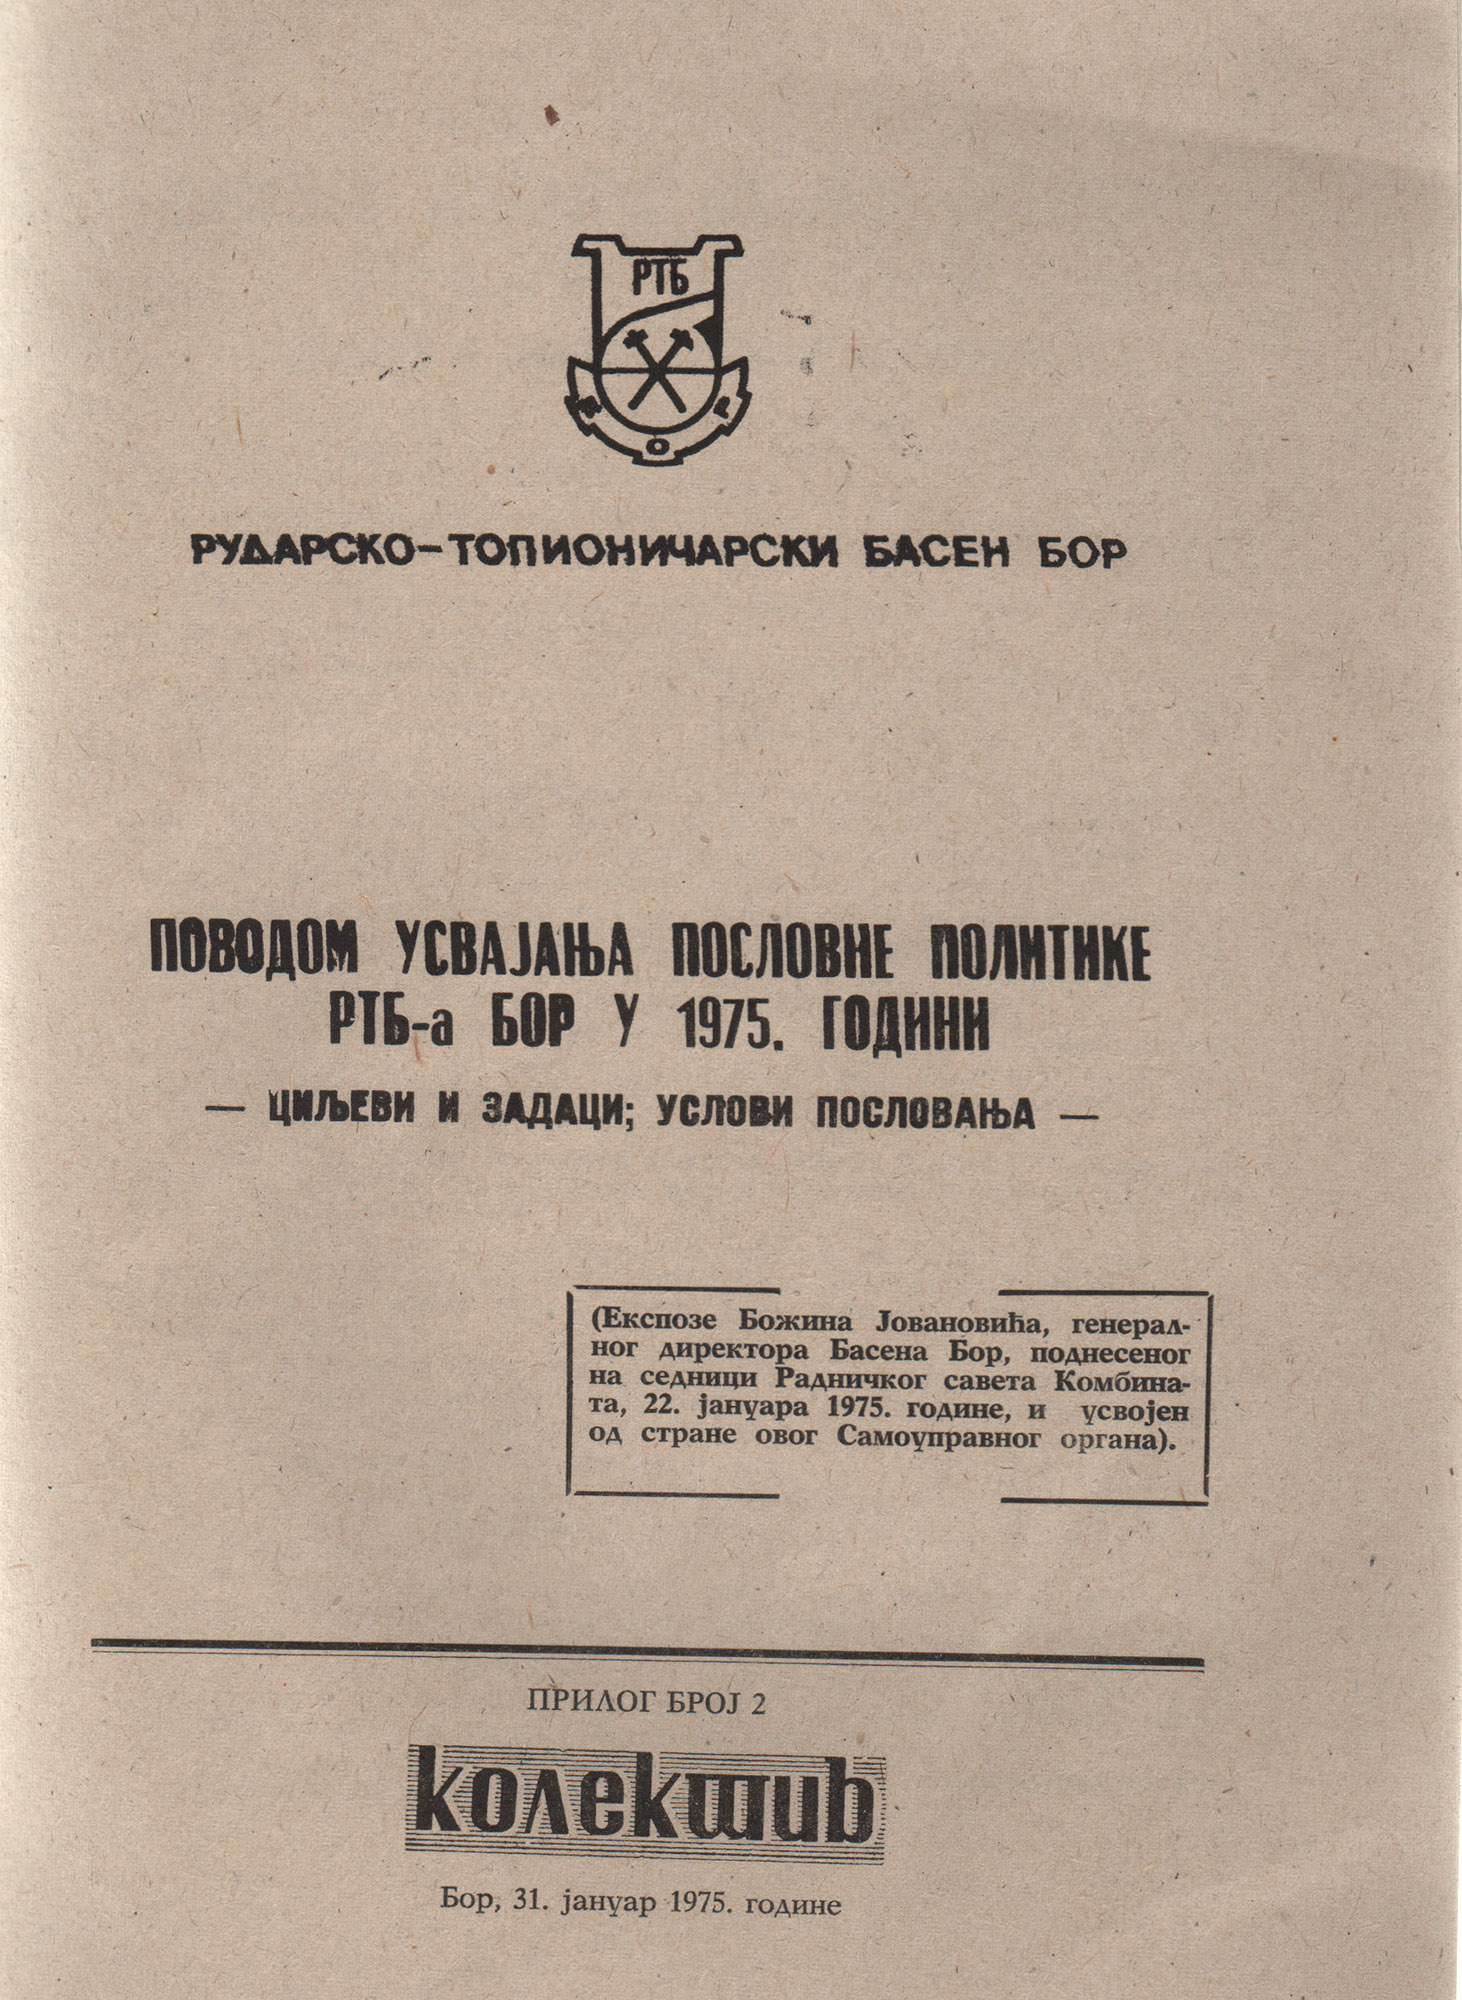 РТБ
Б О Р
РУДАРСКО-ТОПИОНИЧАРСКИ БАСЕН БОР
ПОВОДОМ УСВАЈАЊА ПОСЛОВНЕ ПОЛИТИКЕ
РТБ-а БОР У 1975. ГОДИНИ
— ЦИЉЕВИ И ЗАДАЦИ; УСЛОВИ ПОСЛОВАЊА —
(Експозе Божина Јовановића, генерал-
ног директора Басена Бор, поднесеног
на седници Радничког савета Комбина-
та, 22. јануара 1975. године, и усвојен
од стране овог Самоуправног органа).
ПРИЛОГ БРОЈ 2
колектив
Бор, 31. јануар 1975. године